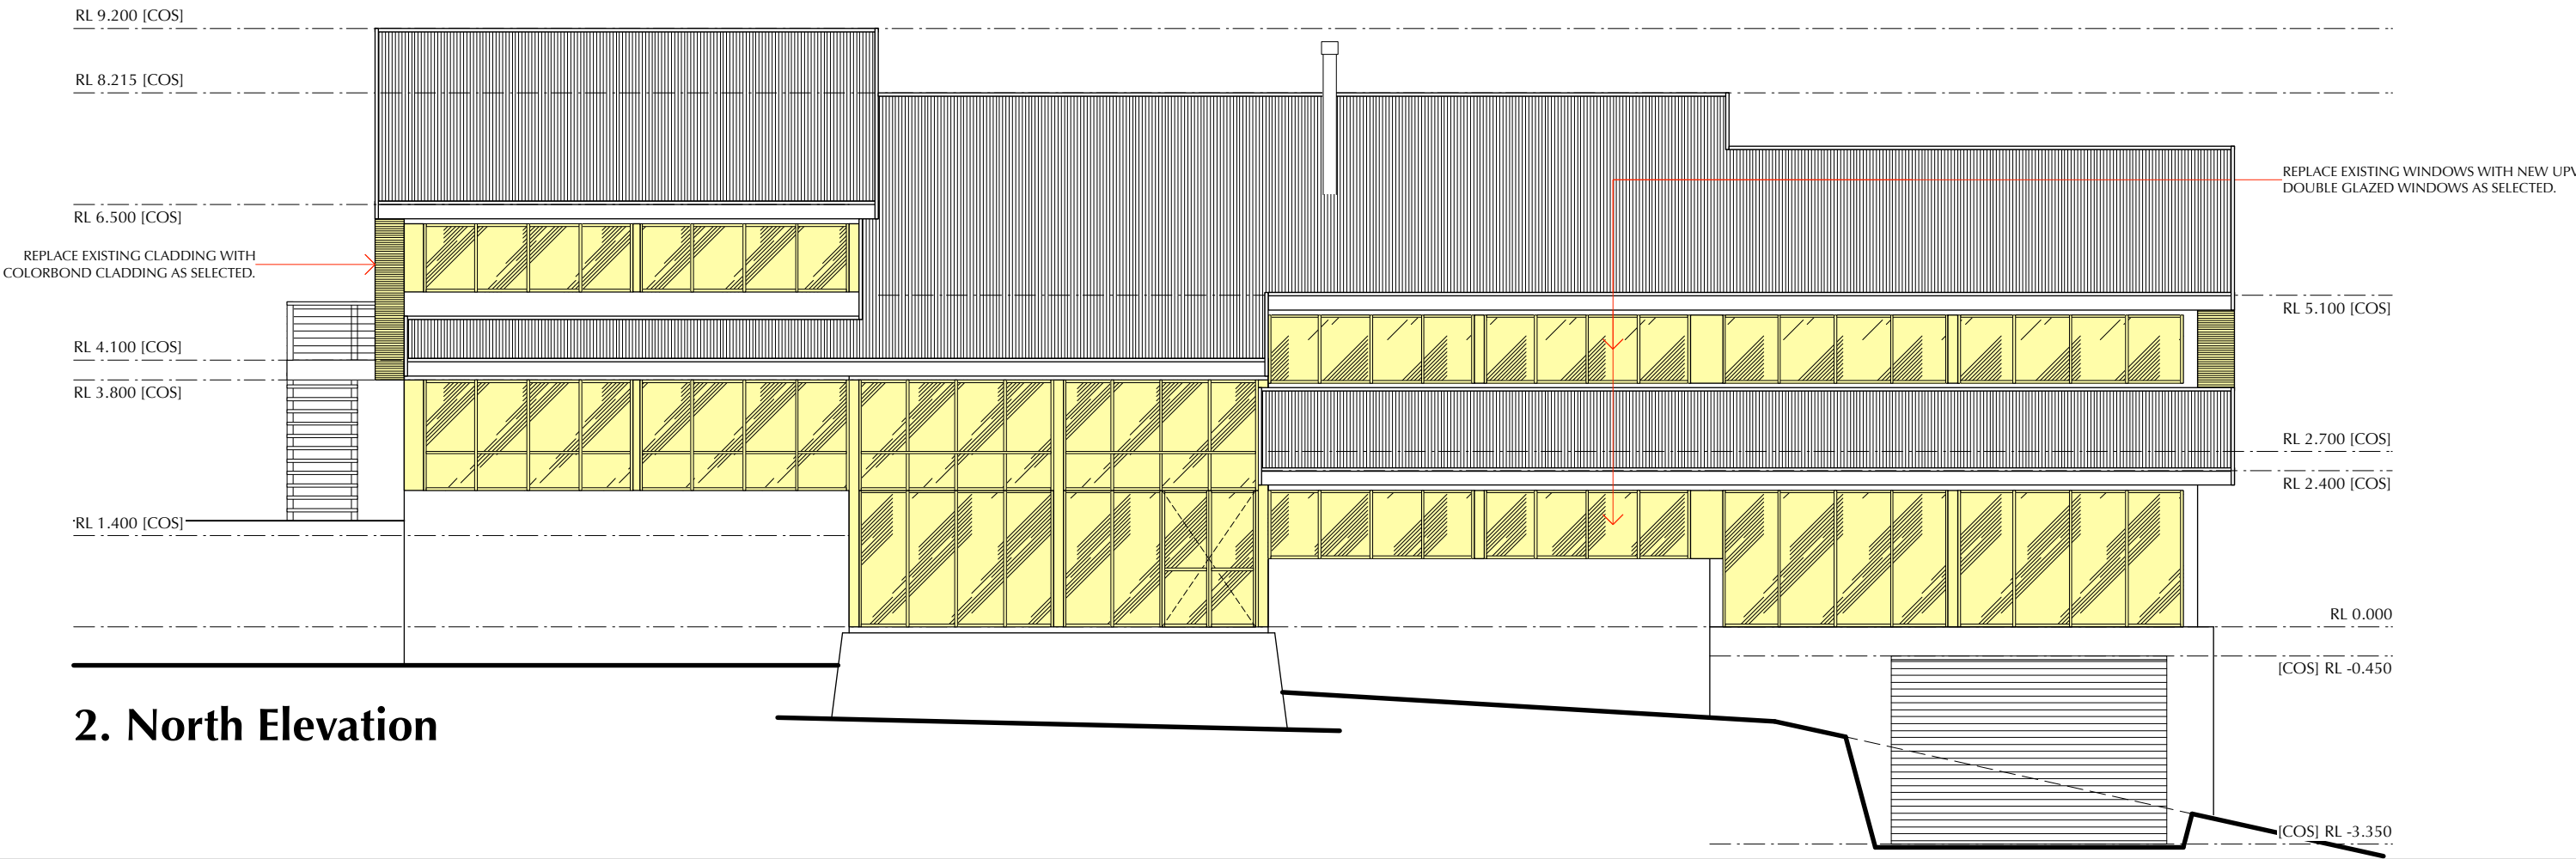 RL 9.200 [COS]
RL 8.215 [COS]
REPLACE EXISTING WINDOWS WITH NEW UPV
DOUBLE GLAZED WINDOWS AS SELECTED.
RL 6.500 [COS]
REPLACE EXISTING CLADDING WITH
COLORBOND CLADDING AS SELECTED.
RL 5.100 [COS]
RL 4.100 [COS]
RL 3.800 [COS]
RL 2.700 [COS]
RL 2.400 [COS]
RL 1.400 [COS]
RL 0.000
[COS] RL -0.450
2. North Elevation
[COS] RL -3.350